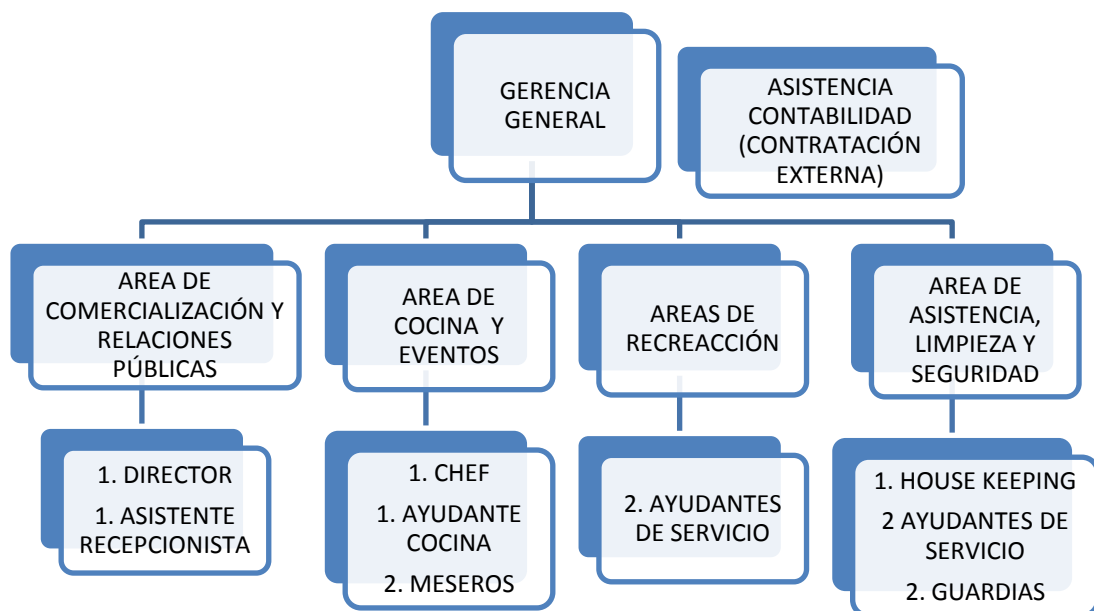 GERENCIA
GENERAL
ASISTENCIA
CONTABILIDAD
(CONTRATACIÓN
EXTERNA)
AREA DE
COMERCIALIZACIÓN Y
RELACIONES
PÚBLICAS
AREA DE
COCINA Y
EVENTOS
AREAS DE
RECREACCIÓN
AREA DE
ASISTENCIA,
LIMPIEZA Y
SEGURIDAD
1. DIRECTOR
1. ASISTENTE
RECEPCIONISTA
1. CHEF
1. AYUDANTE
COCINA
2. MESEROS
2. AYUDANTES
DE SERVICIO
1. HOUSE KEEPING
2 AYUDANTES DE
SERVICIO
2. GUARDIAS